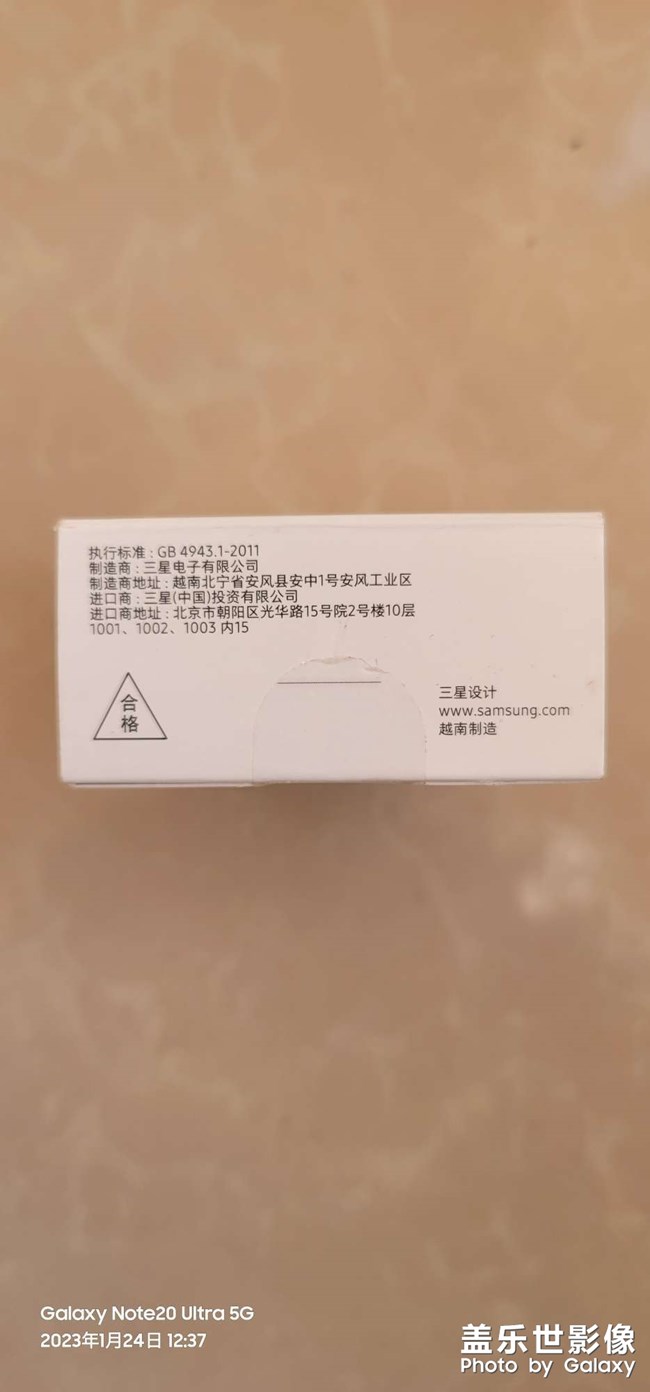 执行标准：GB 4943.1-2011
制造商：三星电子有限公司
制造商地址：越南北宁省安风县安中1号安风工业区
进口商：三星(中国)投资有限公司
进口商地址：北京市朝阳区光华路15号院2号楼10层
1001、1002、1003 内15
合
格
三星设计
www.samsung.com
越南制造
Galaxy Note20 Ultra 5G
2023年1月24日 12:37
盖乐世影像
Photo by Galaxy